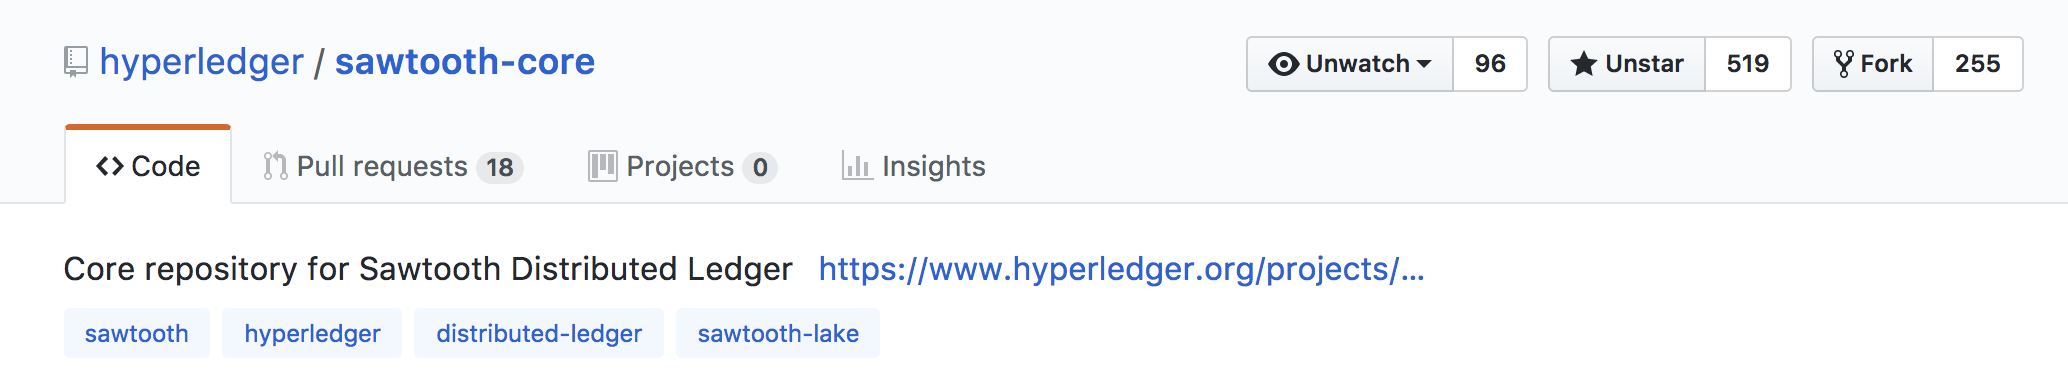 hyperledger / sawtooth-core Unwatch 96 Unstar 519 Fork 255
Code Pull requests 18 Projects 0 Insights
Core repository for Sawtooth Distributed Ledger https://www.hyperledger.org/projects/...
sawtooth hyperledger distributed-ledger sawtooth-lake